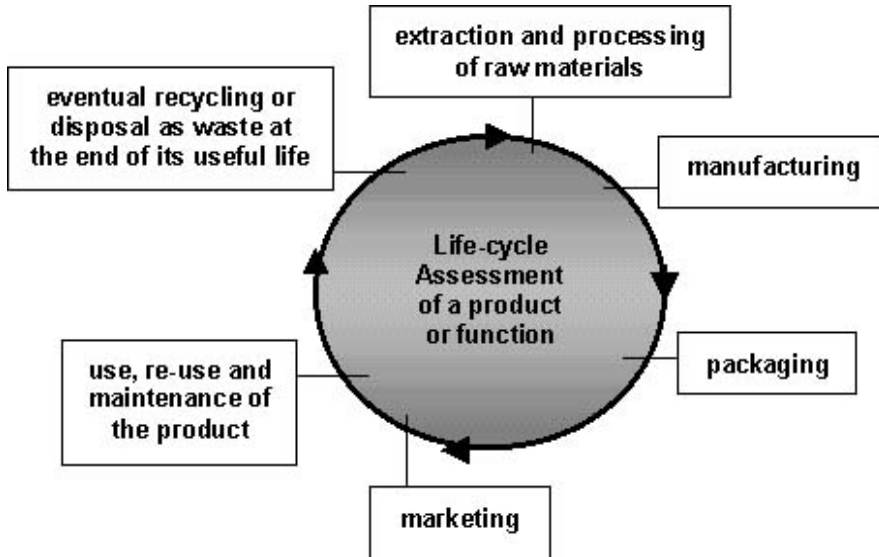 extraction and processing
of raw materials
eventual recycling or
disposal as waste at
the end of its useful life
manufacturing
Life-cycle
Assessment
of a product
or function
packaging
use, re-use and
maintenance of
the product
marketing